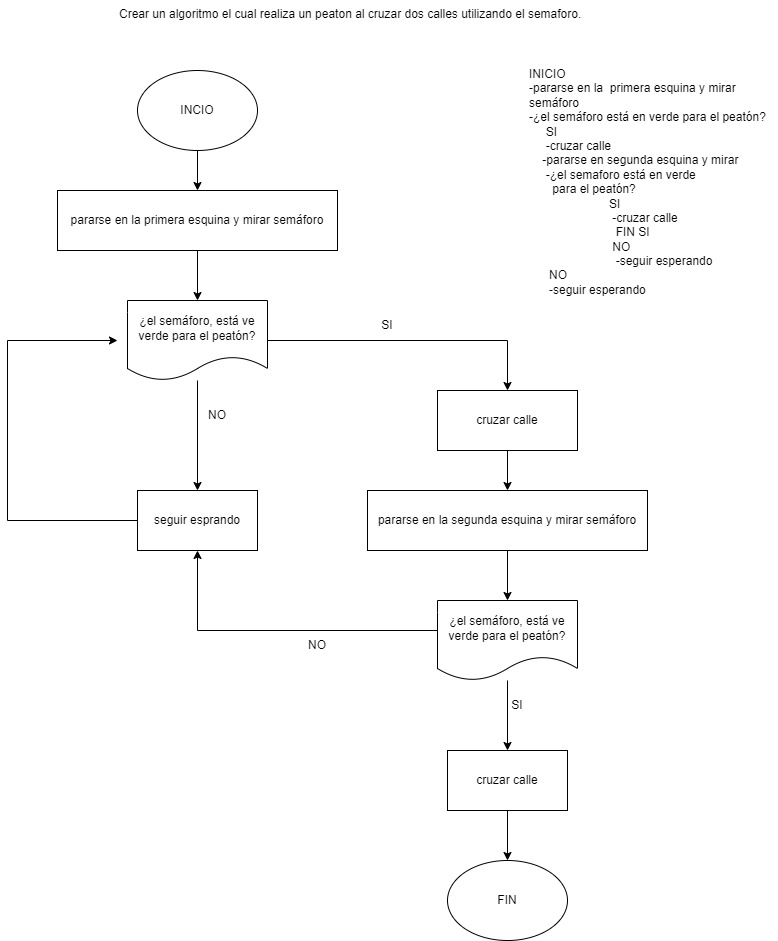 Crear un algoritmo el cual realiza un peaton al cruzar dos calles utilizando el semaforo.
INICIO
-pararse en la  primera esquina y mirar
semáforo
-¿el semáforo está en verde para el peatón?
SI
-cruzar calle
-pararse en segunda esquina y mirar
-¿el semaforo está en verde
para el peatón?
SI
-cruzar calle
FIN SI
NO
-seguir esperando
NO
-seguir esperando
INCIO
pararse en la primera esquina y mirar semáforo
¿el semáforo, está ve
verde para el peatón?
SI
NO
cruzar calle
seguir esprando
pararse en la segunda esquina y mirar semáforo
¿el semáforo, está ve
verde para el peatón?
NO
SI
cruzar calle
FIN